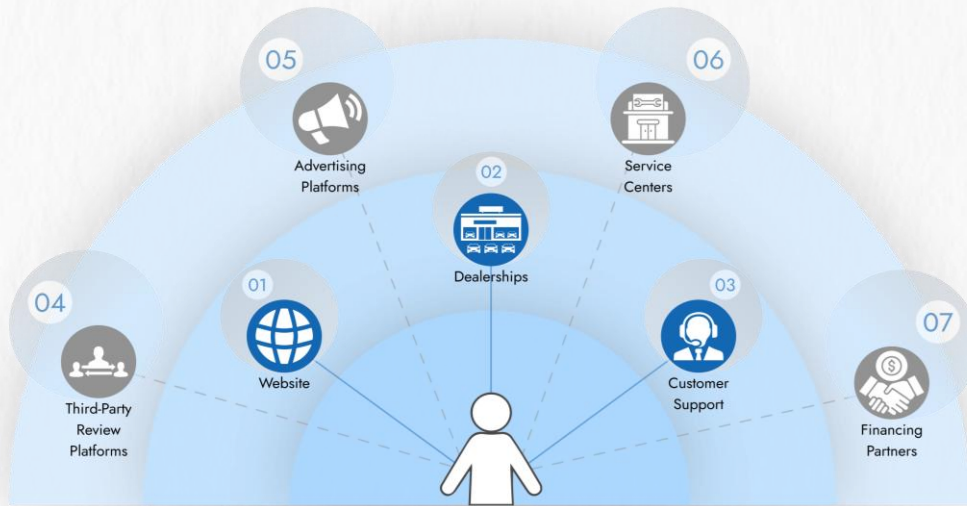 05
06
Advertising
Platforms
Service
Centers
02
Dealerships
04
01
03
07
Website
Customer
Support
Third-Party
Review
Platforms
Financing
Partners
$